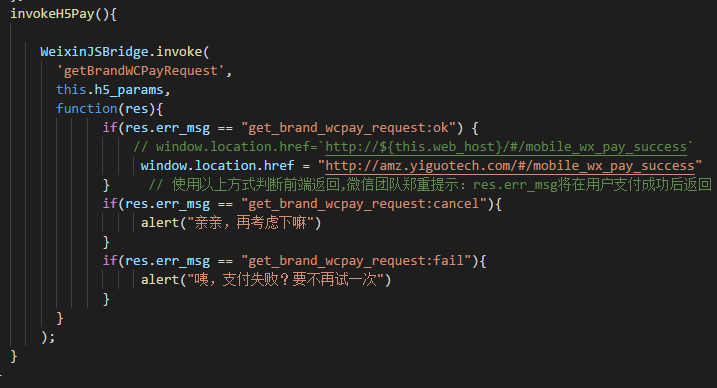 invokeH5Pay(){
WeixinJSBridge.invoke(
'getBrandWCPayRequest',
this.h5_params,
function(res){
if(res.err_msg == "get_brand_wcpay_request:ok") {
// window.location.href=`http://${this.web_host}/#/mobile_wx_pay_success`
window.location.href = "http://amz.yiguotech.com/#/mobile_wx_pay_success"
} // 使用以上方式判断前端返回,微信团队郑重提示：res.err_msg将在用户支付成功后返回
if(res.err_msg == "get_brand_wcpay_request:cancel"){
alert("亲亲，再考虑下嘛")
}
if(res.err_msg == "get_brand_wcpay_request:fail"){
alert("咦，支付失败？要不再试一次")
}
}
);
}